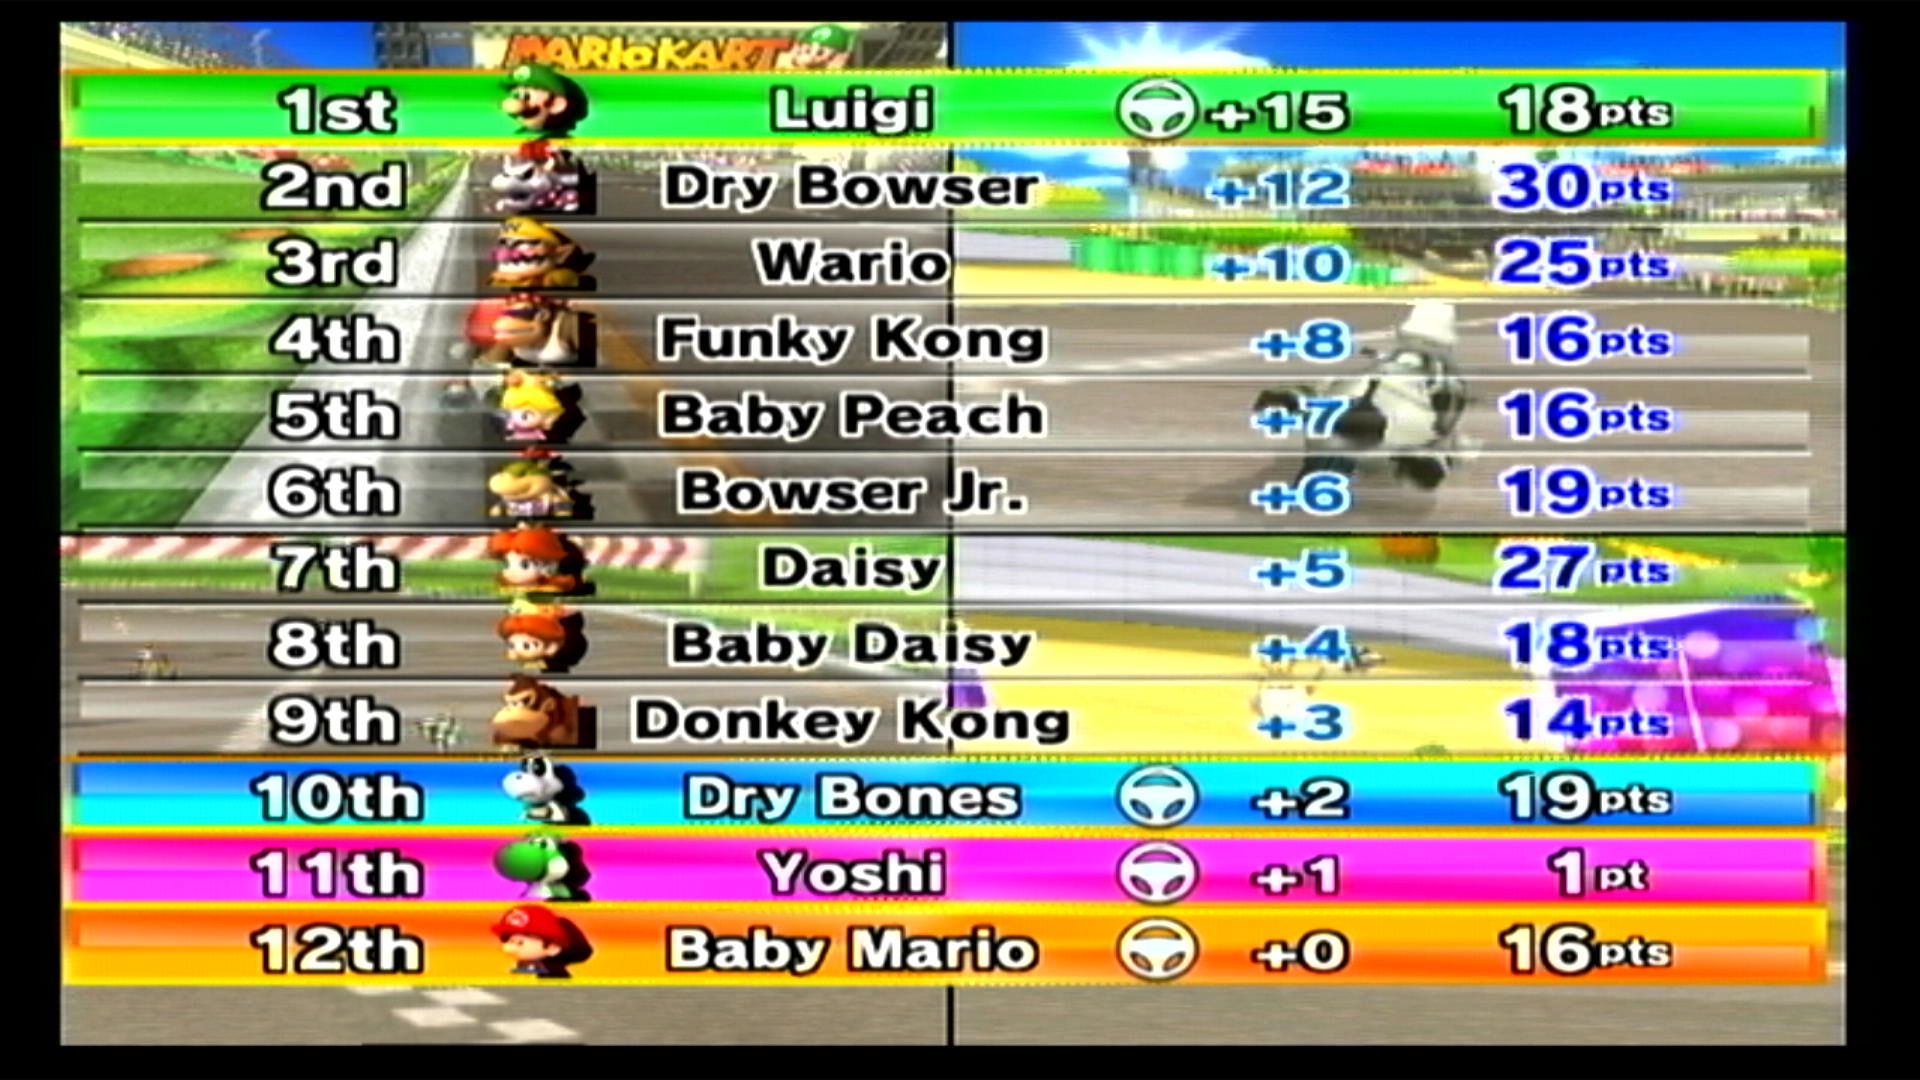 MARIOKART
1st Luigi +15 18pts
2nd Dry Bowser +12 30pts
3rd Wario +10 25pts
4th Funky Kong +8 16pts
5th Baby Peach +7 16pts
6th Bowser Jr. +6 19pts
7th Daisy +5 27pts
8th Baby Daisy +4 18pts
9th Donkey Kong +3 14pts
10th Dry Bones +2 19pts
11th Yoshi +1 1pt
12th Baby Mario +0 16pts